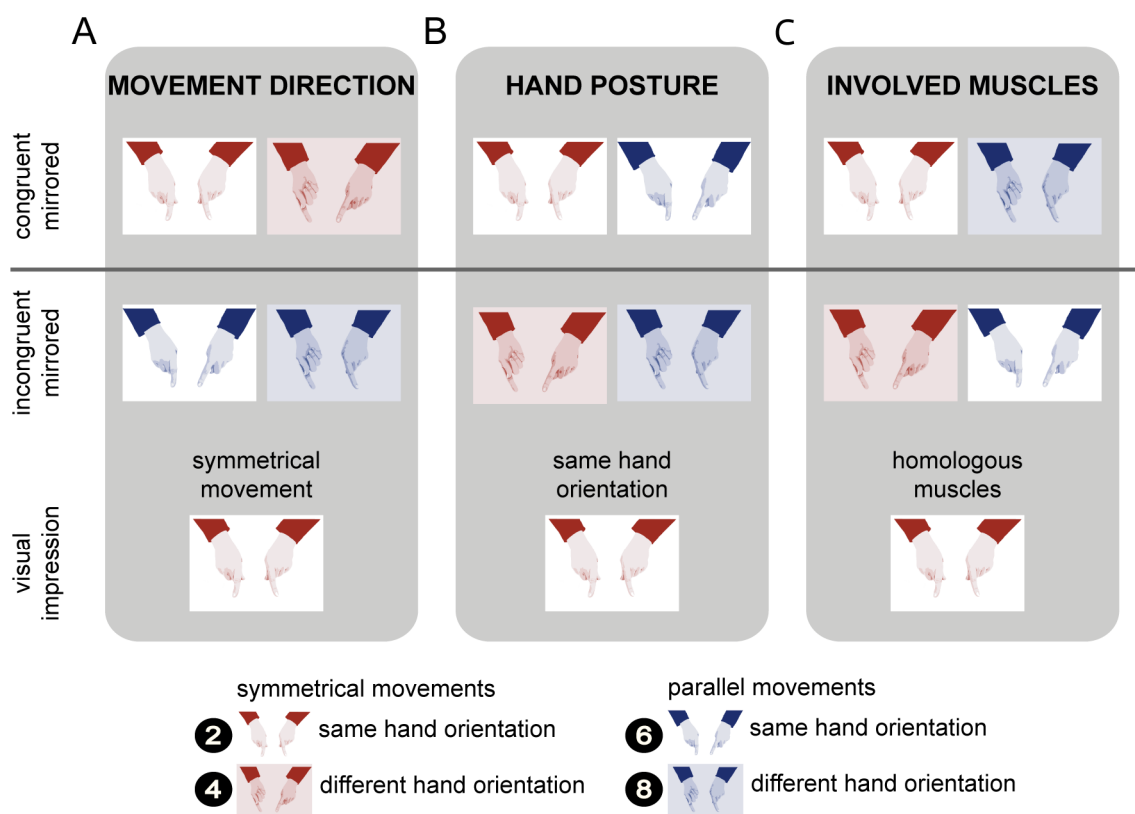 A
B
C
MOVEMENT DIRECTION
HAND POSTURE
INVOLVED MUSCLES
congruent
mirrored
incongruent
mirrored
symmetrical
movement
same hand
orientation
homologous
muscles
visual
impression
symmetrical movements
2 same hand orientation
4 different hand orientation
parallel movements
6 same hand orientation
8 different hand orientation